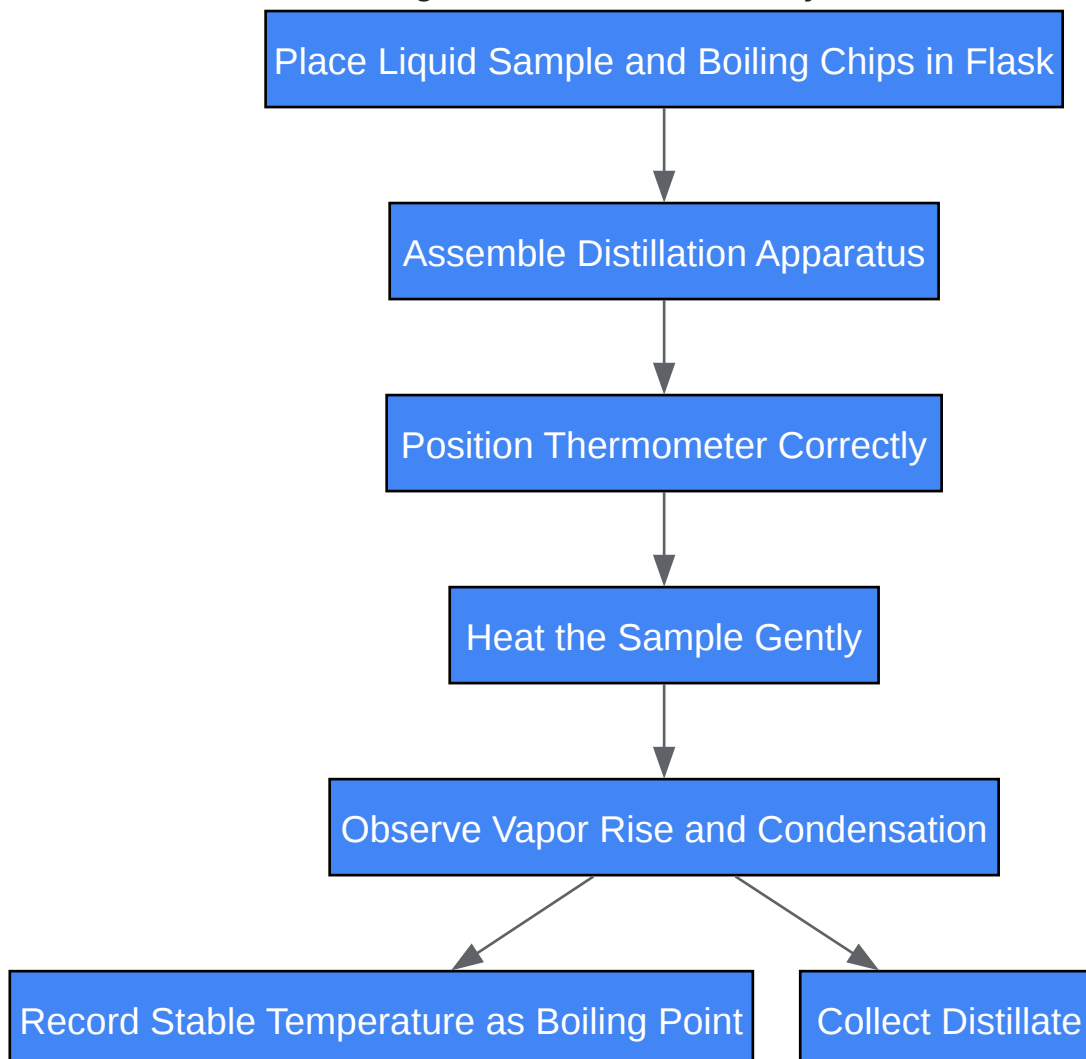 Place Liquid Sample and Boiling Chips in Flask
Assemble Distillation Apparatus
Position Thermometer Correctly
Heat the Sample Gently
Observe Vapor Rise and Condensation
Record Stable Temperature as Boiling Point
Collect Distillate